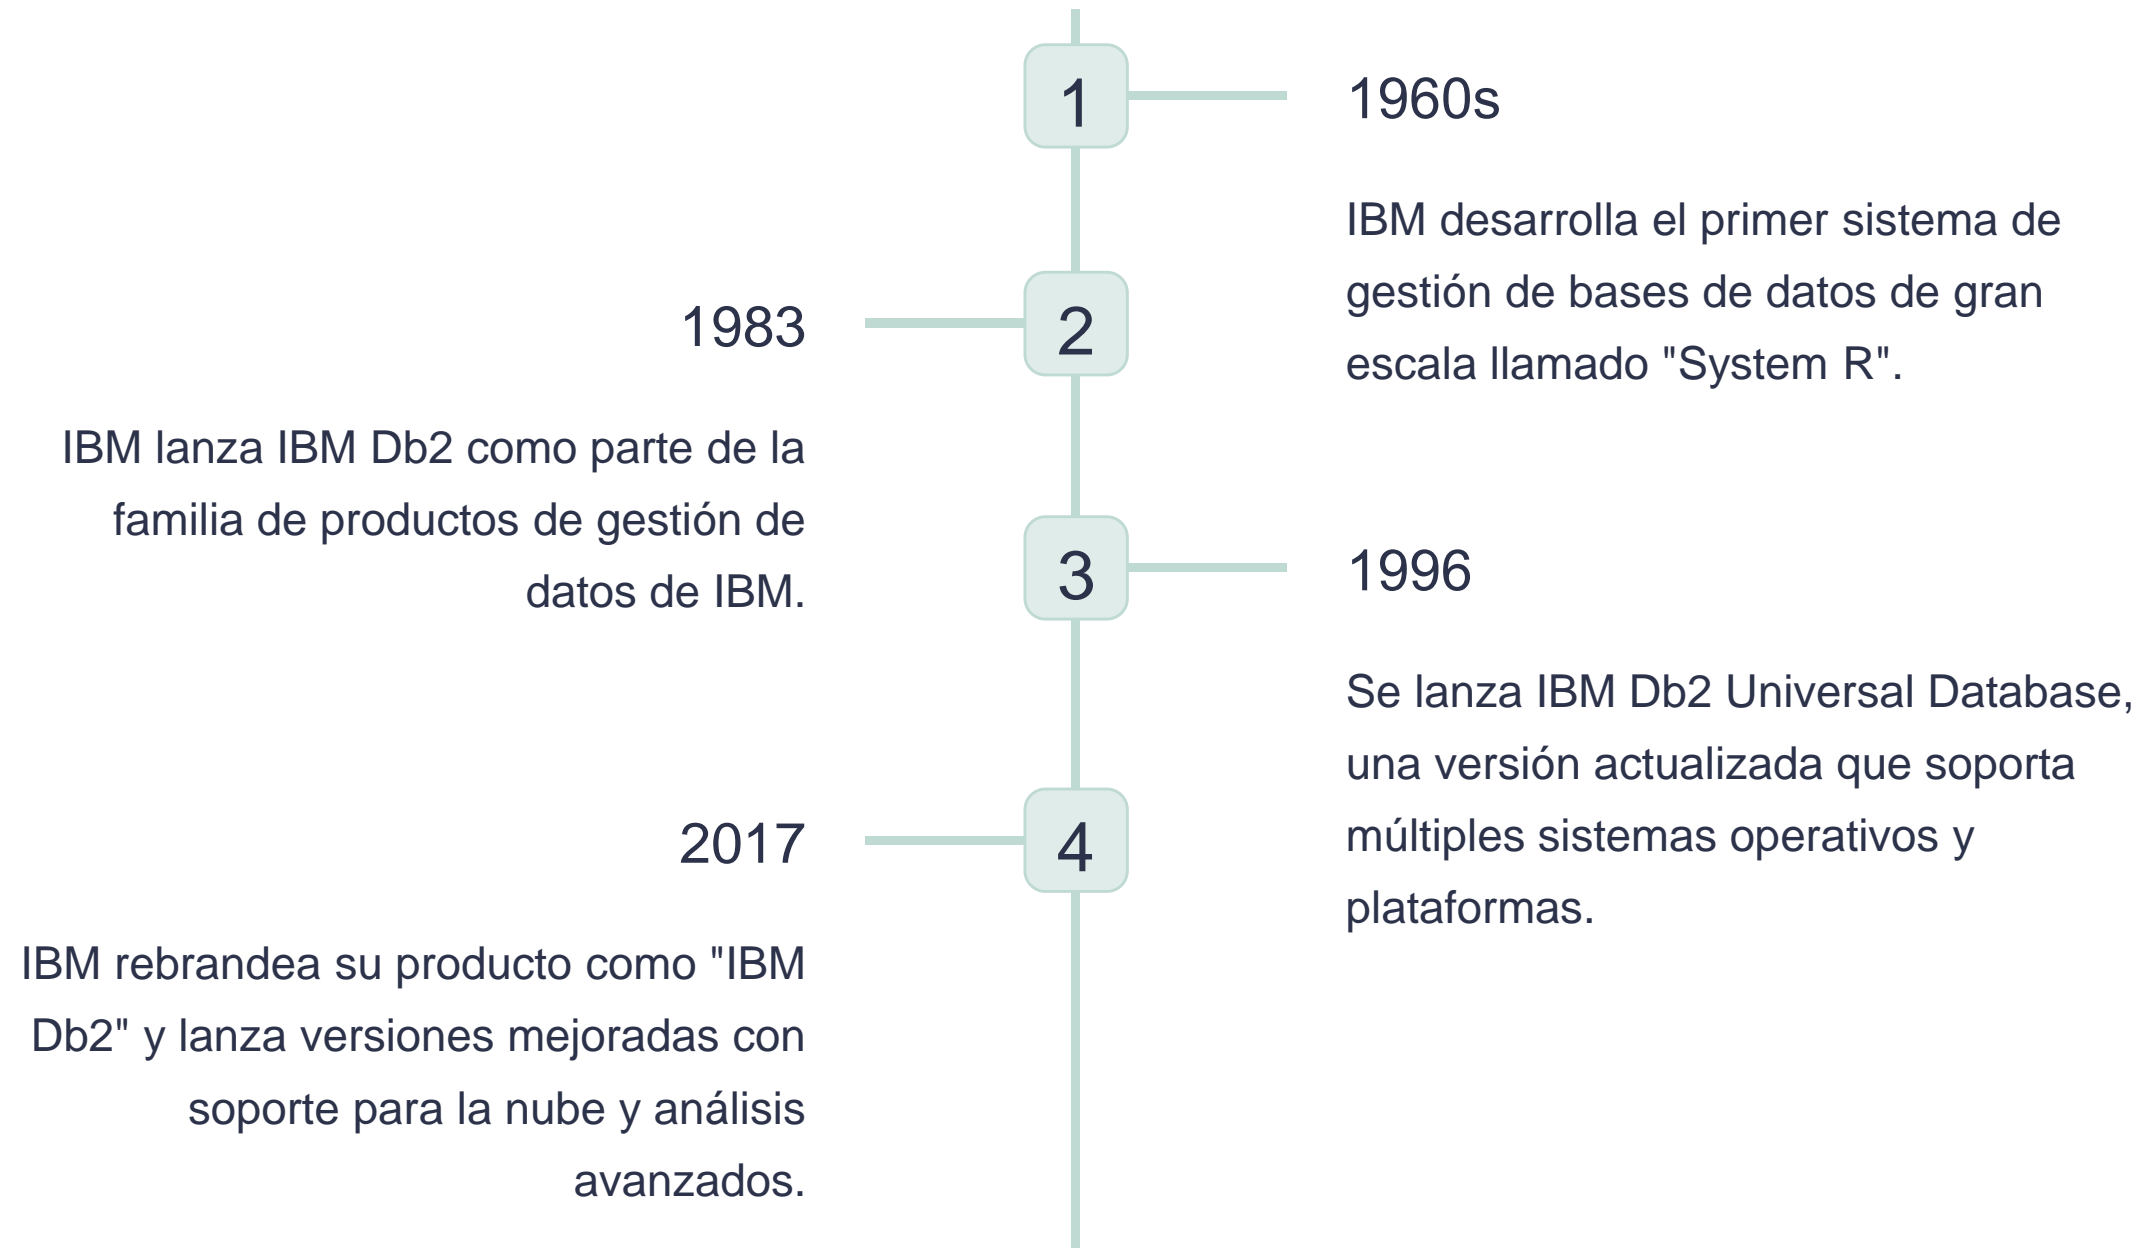 1
1960s
IBM desarrolla el primer sistema de
gestión de bases de datos de gran
escala llamado "System R".
2
1983
IBM lanza IBM Db2 como parte de la
familia de productos de gestión de
datos de IBM.
3
1996
Se lanza IBM Db2 Universal Database,
una versión actualizada que soporta
múltiples sistemas operativos y
plataformas.
4
2017
IBM rebrandea su producto como "IBM
Db2" y lanza versiones mejoradas con
soporte para la nube y análisis
avanzados.